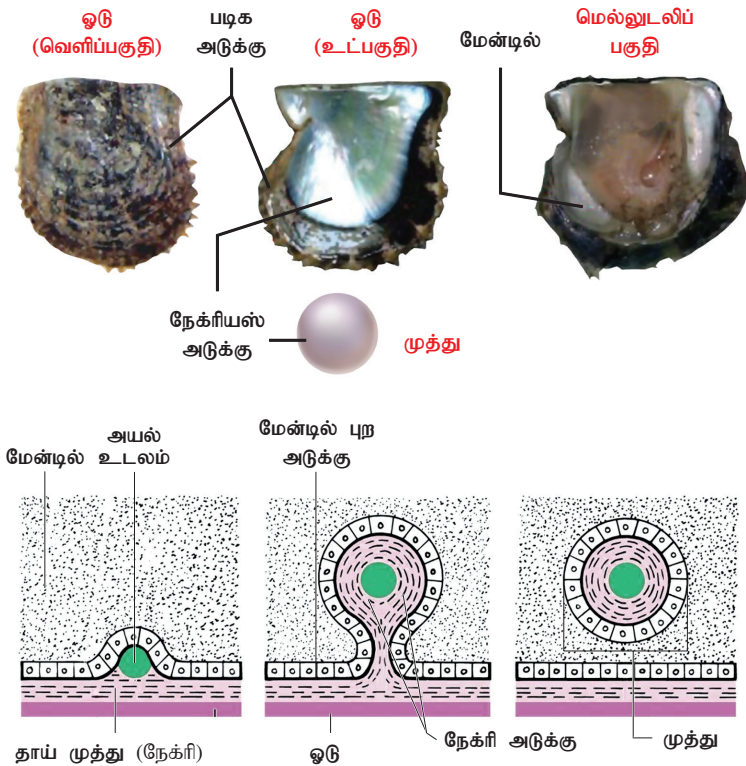 ஓடு
(வெளிப்பகுதி)
படிக
அடுக்கு
ஓடு
(உட்பகுதி)
மேன்டில்
மெல்லுடலிப்
பகுதி
நேக்ரியஸ்
அடுக்கு
முத்து
மேன்டில்
அயல்
உடலம்
மேன்டில் புற
அடுக்கு
தாய் முத்து (நேக்ரி)
ஓடு
நேக்ரி அடுக்கு
முத்து